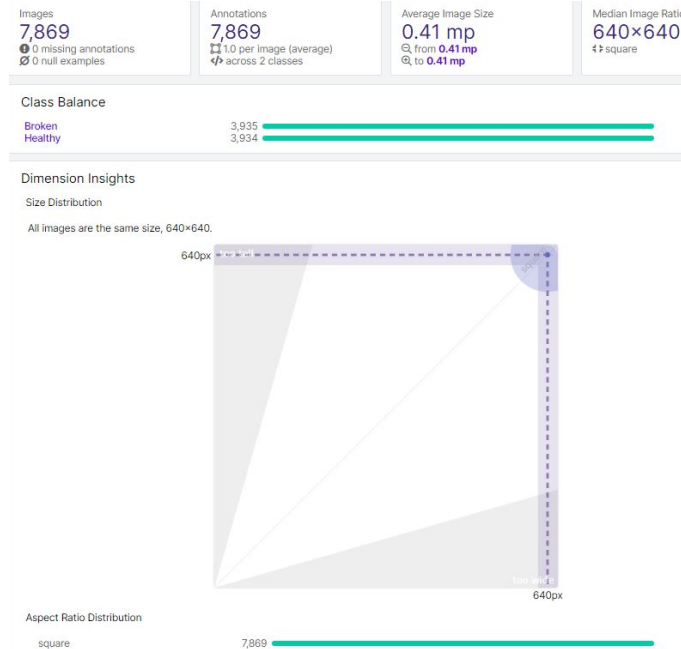 Images
7,869
0 missing annotations
0 null examples
Annotations
7,869
1.0 per image (average)
across 2 classes
Average Image Size
0.41 mp
from 0.41 mp
to 0.41 mp
Median Image Ratio
640×640
square
Class Balance
Broken 3,935
Healthy 3,934
Dimension Insights
Size Distribution
All images are the same size, 640×640.
640px
too tall
square
too wide
640px
Aspect Ratio Distribution
square 7,869